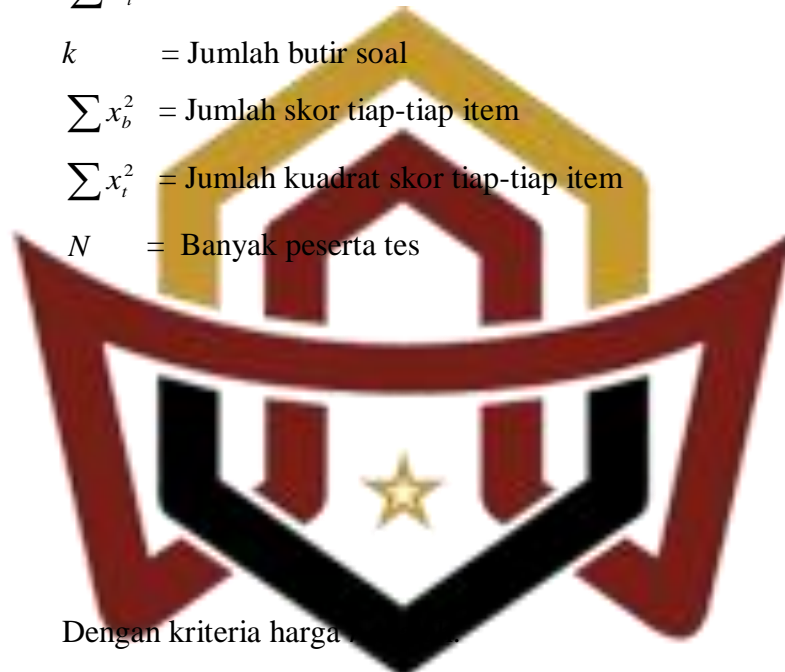 k = Jumlah butir soal
∑x_b^2 = Jumlah skor tiap-tiap item
∑x_t^2 = Jumlah kuadrat skor tiap-tiap item
N = Banyak peserta tes
Dengan kriteria harga